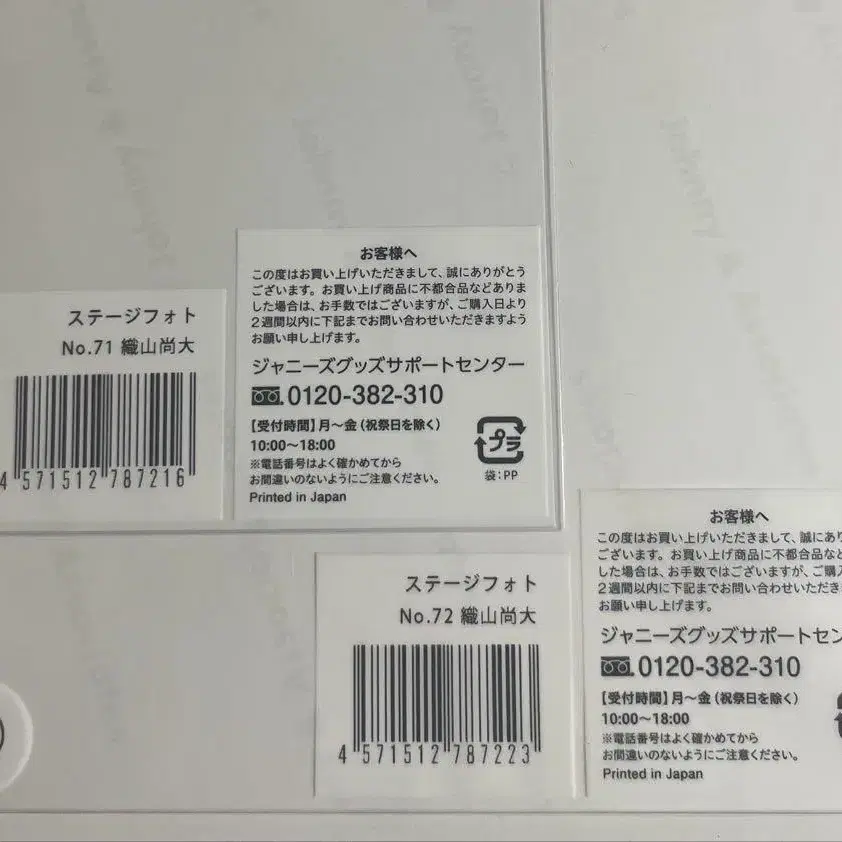 お客様へ
この度はお買い上げいただきまして、誠にありがとう
ございます。お買い上げ商品に不都合品などありま
した場合は、お手数ではございますが、ご購入日より
2週間以内に下記までお問い合わせいただきますよう
お願い申し上げます。
ジャニーズグッズサポートセンター
0120-382-310
【受付時間】月〜金（祝祭日を除く）
10:00〜18:00
※電話番号はよく確かめてから
お間違いのないようにご注意ください。
Printed in Japan
プラ
袋：PP
ステージフォト
No.71 織山尚大
4 571512 787216
ステージフォト
No.72 織山尚大
4 571512 787223
お客様へ
この度はお買い上げいただきまして、誠にあり
ございます。お買い上げ商品に不都合品など
した場合は、お手数ではございますが、ご購入
2週間以内に下記までお問い合わせいただき
お願い申し上げます。
ジャニーズグッズサポートセン
0120-382-310
【受付時間】月〜金（祝祭日を除く）
10:00〜18:00
※電話番号はよく確かめてから
お間違いのないようにご注意ください。
Printed in Japan